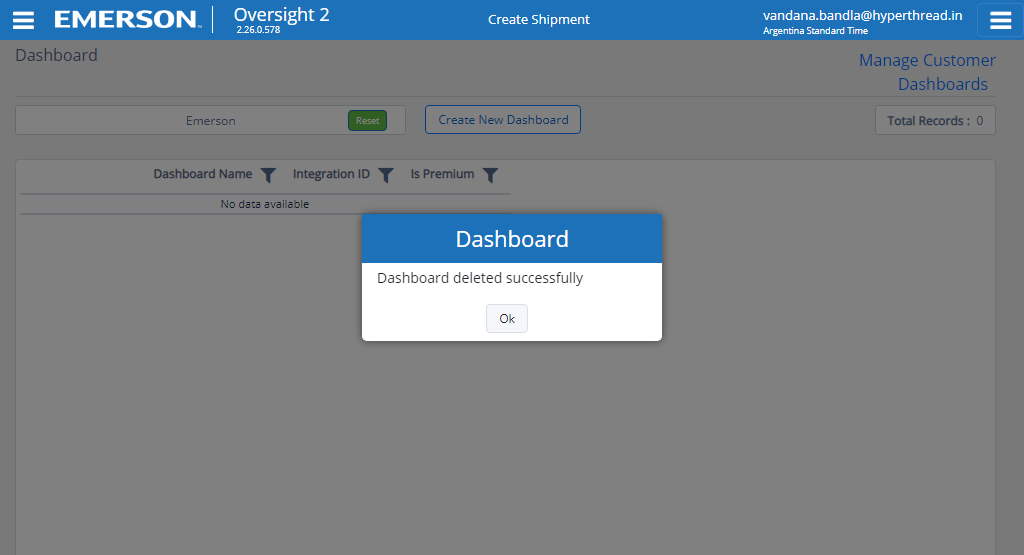 EMERSON
Oversight 2
2.26.0.578
Create Shipment
vandana.bandla@hyperthread.in
Argentina Standard Time
Dashboard
Manage Customer
Dashboards
Emerson
Reset
Create New Dashboard
Total Records : 0
Dashboard Name Integration ID Is Premium
No data available
Dashboard
Dashboard deleted successfully
Ok